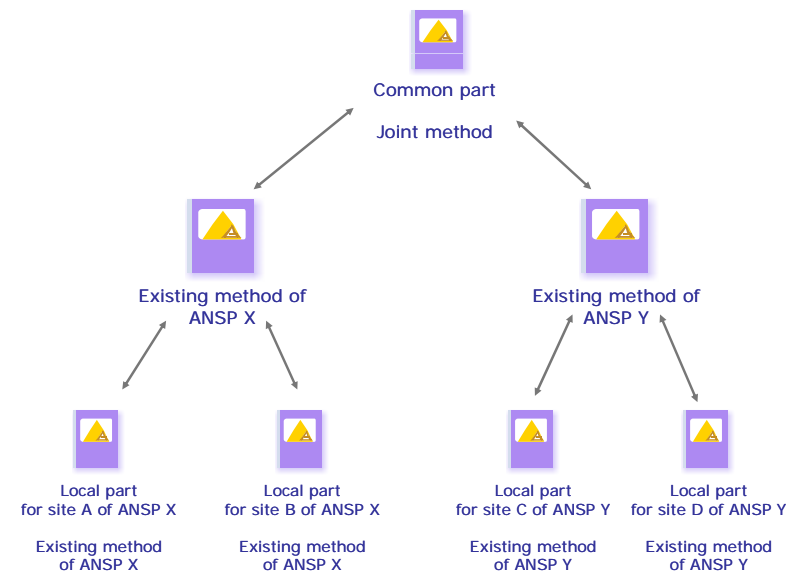 Common part
Joint method
Existing method of
ANSP X
Existing method of
ANSP Y
Local part
for site A of ANSP X
Existing method
of ANSP X
Local part
for site B of ANSP X
Existing method
of ANSP X
Local part
for site C of ANSP Y
Existing method
of ANSP Y
Local part
for site D of ANSP Y
Existing method
of ANSP Y